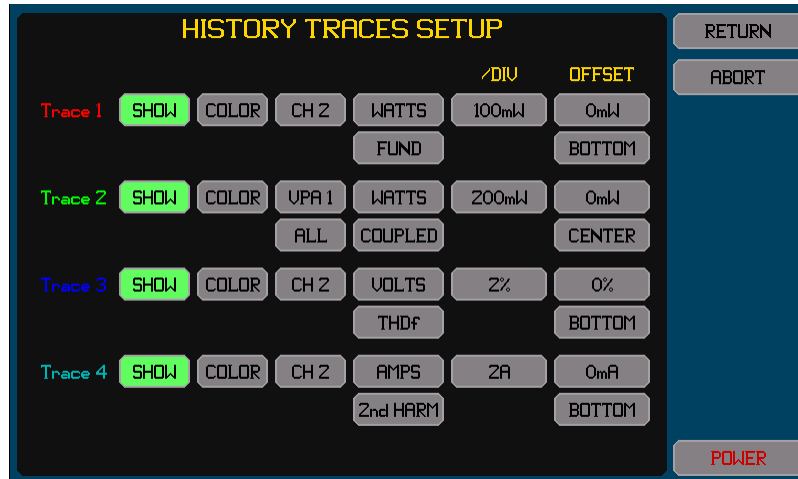 HISTORY TRACES SETUP
RETURN
/DIV OFFSET
ABORT
Trace 1 SHOW COLOR CH 2 WATTS 100mW 0mW
FUND BOTTOM
Trace 2 SHOW COLOR VPA 1 WATTS 200mW 0mW
ALL COUPLED CENTER
Trace 3 SHOW COLOR CH 2 VOLTS 2% 0%
THDf BOTTOM
Trace 4 SHOW COLOR CH 2 AMPS 2A 0mA
2nd HARM BOTTOM
POWER